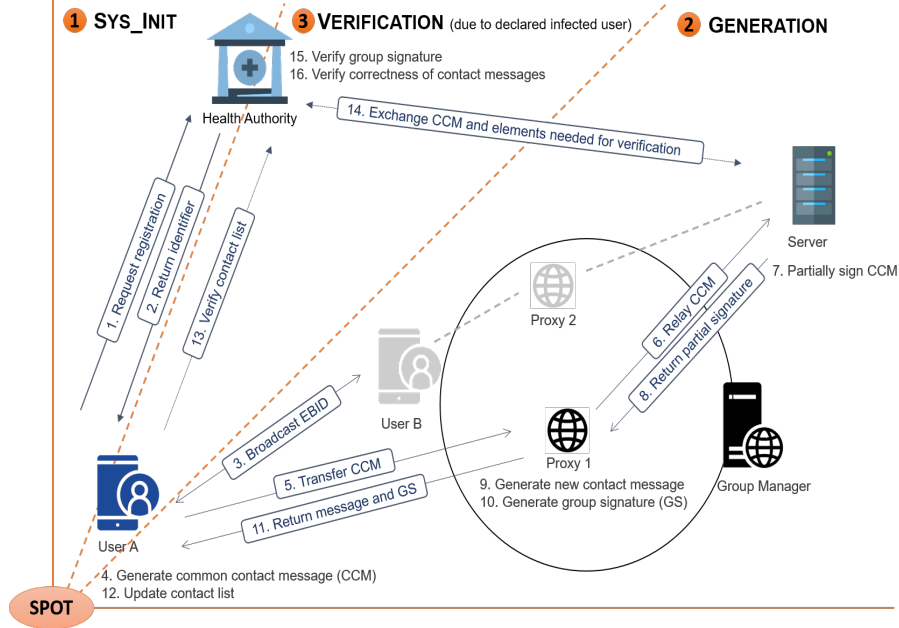 1 SYS_INIT
3 VERIFICATION (due to declared infected user)
2 GENERATION
15. Verify group signature
16. Verify correctness of contact messages
Health Authority
14. Exchange CCM and elements needed for verification
1. Request registration
2. Return identifier
13. Verify contact list
Server
7. Partially sign CCM
Proxy 2
6. Relay CCM
8. Return partial signature
User B
3. Broadcast EBID
Proxy 1
5. Transfer CCM
9. Generate new contact message
10. Generate group signature (GS)
Group Manager
11. Return message and GS
User A
4. Generate common contact message (CCM)
12. Update contact list
SPOT